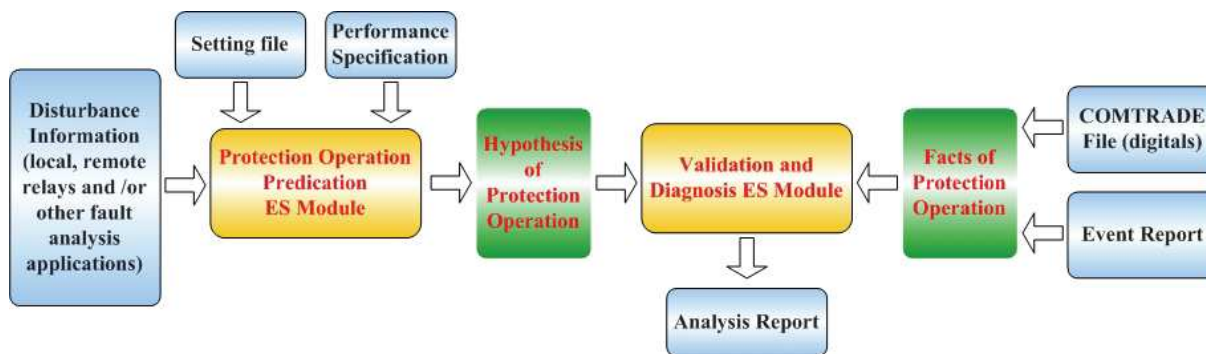 Disturbance
Information
(local, remote
relays and /or
other fault
analysis
applications)
Setting file
Performance
Specification
Protection Operation
Predication
ES Module
Hypothesis
of
Protection
Operation
Validation and
Diagnosis ES Module
Analysis Report
Facts of
Protection
Operation
COMTRADE
File (digitals)
Event Report